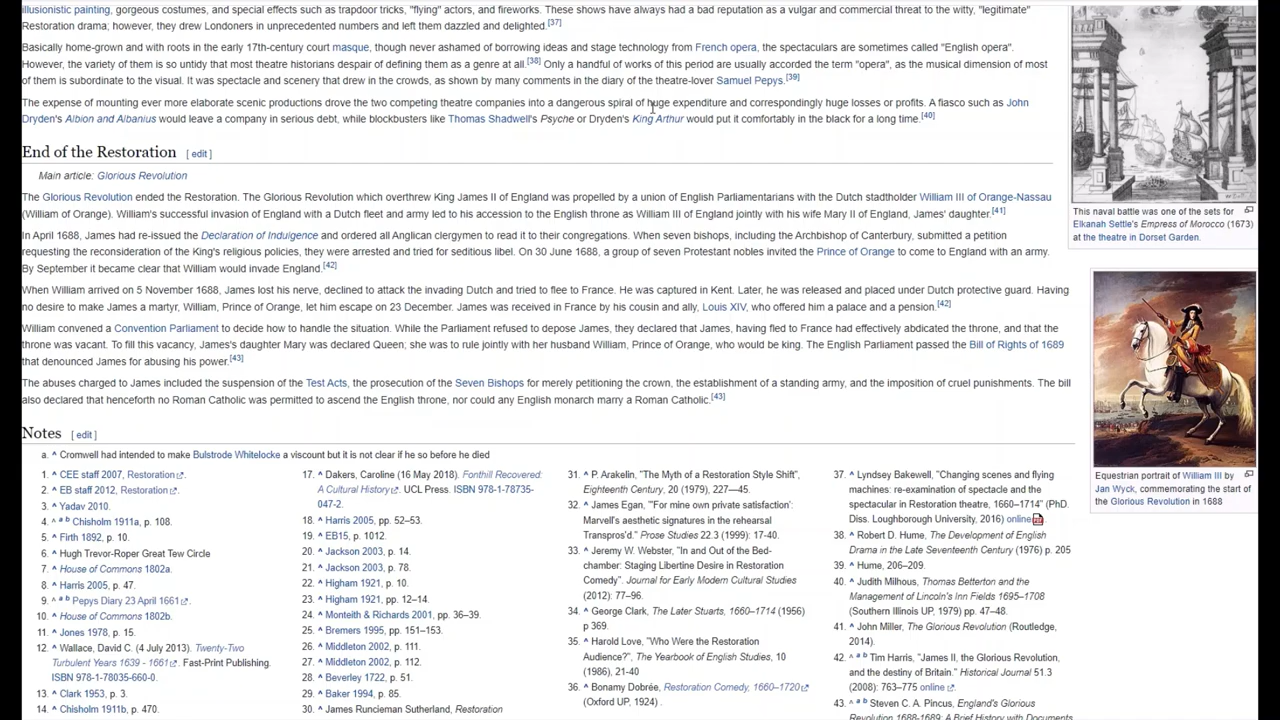 illusionistic painting, gorgeous costumes, and special effects such as trapdoor tricks, "flying" actors, and fireworks. These shows have always had a bad reputation as a vulgar and commercial threat to the witty, "legitimate"
Restoration drama; however, they drew Londoners in unprecedented numbers and left them dazzled and delighted.[37]
Basically home-grown and with roots in the early 17th-century court masque, though never ashamed of borrowing ideas and stage technology from French opera, the spectaculars are sometimes called "English opera".
However, the variety of them is so untidy that most theatre historians despair of defining them as a genre at all.[38] Only a handful of works of this period are usually accorded the term "opera", as the musical dimension of most
of them is subordinate to the visual. It was spectacle and scenery that drew in the crowds, as shown by many comments in the diary of the theatre-lover Samuel Pepys.[39]
The expense of mounting ever more elaborate scenic productions drove the two competing theatre companies into a dangerous spiral of huge expenditure and correspondingly huge losses or profits. A fiasco such as John
Dryden's Albion and Albanius would leave a company in serious debt, while blockbusters like Thomas Shadwell's Psyche or Dryden's King Arthur would put it comfortably in the black for a long time.[40]
End of the Restoration [ edit ]
Main article: Glorious Revolution
The Glorious Revolution ended the Restoration. The Glorious Revolution which overthrew King James II of England was propelled by a union of English Parliamentarians with the Dutch stadtholder William III of Orange-Nassau
(William of Orange). William's successful invasion of England with a Dutch fleet and army led to his accession to the English throne as William III of England jointly with his wife Mary II of England, James' daughter.[41]
In April 1688, James had re-issued the Declaration of Indulgence and ordered all Anglican clergymen to read it to their congregations. When seven bishops, including the Archbishop of Canterbury, submitted a petition
requesting the reconsideration of the King's religious policies, they were arrested and tried for seditious libel. On 30 June 1688, a group of seven Protestant nobles invited the Prince of Orange to come to England with an army.
By September it became clear that William would invade England.[42]
When William arrived on 5 November 1688, James lost his nerve, declined to attack the invading Dutch and tried to flee to France. He was captured in Kent. Later, he was released and placed under Dutch protective guard. Having
no desire to make James a martyr, William, Prince of Orange, let him escape on 23 December. James was received in France by his cousin and ally, Louis XIV, who offered him a palace and a pension.[42]
William convened a Convention Parliament to decide how to handle the situation. While the Parliament refused to depose James, they declared that James, having fled to France had effectively abdicated the throne, and that the
throne was vacant. To fill this vacancy, James's daughter Mary was declared Queen; she was to rule jointly with her husband William, Prince of Orange, who would be king. The English Parliament passed the Bill of Rights of 1689
that denounced James for abusing his power.[43]
The abuses charged to James included the suspension of the Test Acts, the prosecution of the Seven Bishops for merely petitioning the crown, the establishment of a standing army, and the imposition of cruel punishments. The bill
also declared that henceforth no Roman Catholic was permitted to ascend the English throne, nor could any English monarch marry a Roman Catholic.[43]
This naval battle was one of the sets for
Elkanah Settle's Empress of Morocco (1673)
at the theatre in Dorset Garden.
Equestrian portrait of William III by
Jan Wyck, commemorating the start of
the Glorious Revolution in 1688
Notes [ edit ]
a. ^ Cromwell had intended to make Bulstrode Whitelocke a viscount but it is not clear if he so before he died
1. ^ CEE staff 2007, Restoration.
2. ^ EB staff 2012, Restoration.
3. ^ Yadav 2010.
4. ^ a b Chisholm 1911a, p. 108.
5. ^ Firth 1892, p. 10.
6. ^ Hugh Trevor-Roper Great Tew Circle
7. ^ House of Commons 1802a.
8. ^ Harris 2005, p. 47.
9. ^ a b Pepys Diary 23 April 1661.
10. ^ House of Commons 1802b.
11. ^ Jones 1978, p. 15.
12. ^ Wallace, David C. (4 July 2013). Twenty-Two
Turbulent Years 1639 - 1661. Fast-Print Publishing.
ISBN 978-1-78035-660-0.
13. ^ Clark 1953, p. 3.
14. ^ Chisholm 1911b, p. 470.
17. ^ Dakers, Caroline (16 May 2018). Fonthill Recovered:
A Cultural History. UCL Press. ISBN 978-1-78735-
047-2.
18. ^ Harris 2005, pp. 52–53.
19. ^ EB15, p. 1012.
20. ^ Jackson 2003, p. 14.
21. ^ Jackson 2003, p. 78.
22. ^ Higham 1921, p. 10.
23. ^ Higham 1921, pp. 12–14.
24. ^ Monteith & Richards 2001, pp. 36–39.
25. ^ Bremers 1995, pp. 151–153.
26. ^ Middleton 2002, p. 111.
27. ^ Middleton 2002, p. 112.
28. ^ Beverley 1722, p. 51.
29. ^ Baker 1994, p. 85.
30. ^ James Runcieman Sutherland, Restoration
31. ^ P. Arakelin, "The Myth of a Restoration Style Shift",
Eighteenth Century, 20 (1979), 227—45.
32. ^ James Egan, "'For mine own private satisfaction':
Marvell's aesthetic signatures in the rehearsal
Transpros'd." Prose Studies 22.3 (1999): 17-40.
33. ^ Jeremy W. Webster, "In and Out of the Bed-
chamber: Staging Libertine Desire in Restoration
Comedy". Journal for Early Modern Cultural Studies
(2012): 77–96.
34. ^ George Clark, The Later Stuarts, 1660–1714 (1956)
p 369.
35. ^ Harold Love, "Who Were the Restoration
Audience?", The Yearbook of English Studies, 10
(1986), 21-40
36. ^ Bonamy Dobrée, Restoration Comedy, 1660–1720
(Oxford UP, 1924) .
37. ^ Lyndsey Bakewell, "Changing scenes and flying
machines: re-examination of spectacle and the
spectacular in Restoration theatre, 1660–1714" (PhD.
Diss. Loughborough University, 2016) online
38. ^ Robert D. Hume, The Development of English
Drama in the Late Seventeenth Century (1976) p. 205
39. ^ Hume, 206–209.
40. ^ Judith Milhous, Thomas Betterton and the
Management of Lincoln's Inn Fields 1695–1708
(Southern Illinois UP, 1979) pp. 47–48.
41. ^ John Miller, The Glorious Revolution (Routledge,
2014).
42. ^ a b Tim Harris, "James II, the Glorious Revolution,
and the destiny of Britain." Historical Journal 51.3
(2008): 763–775 online.
43. ^ a b Steven C. A. Pincus, England's Glorious
Revolution 1688-1689: A Brief History with Documents